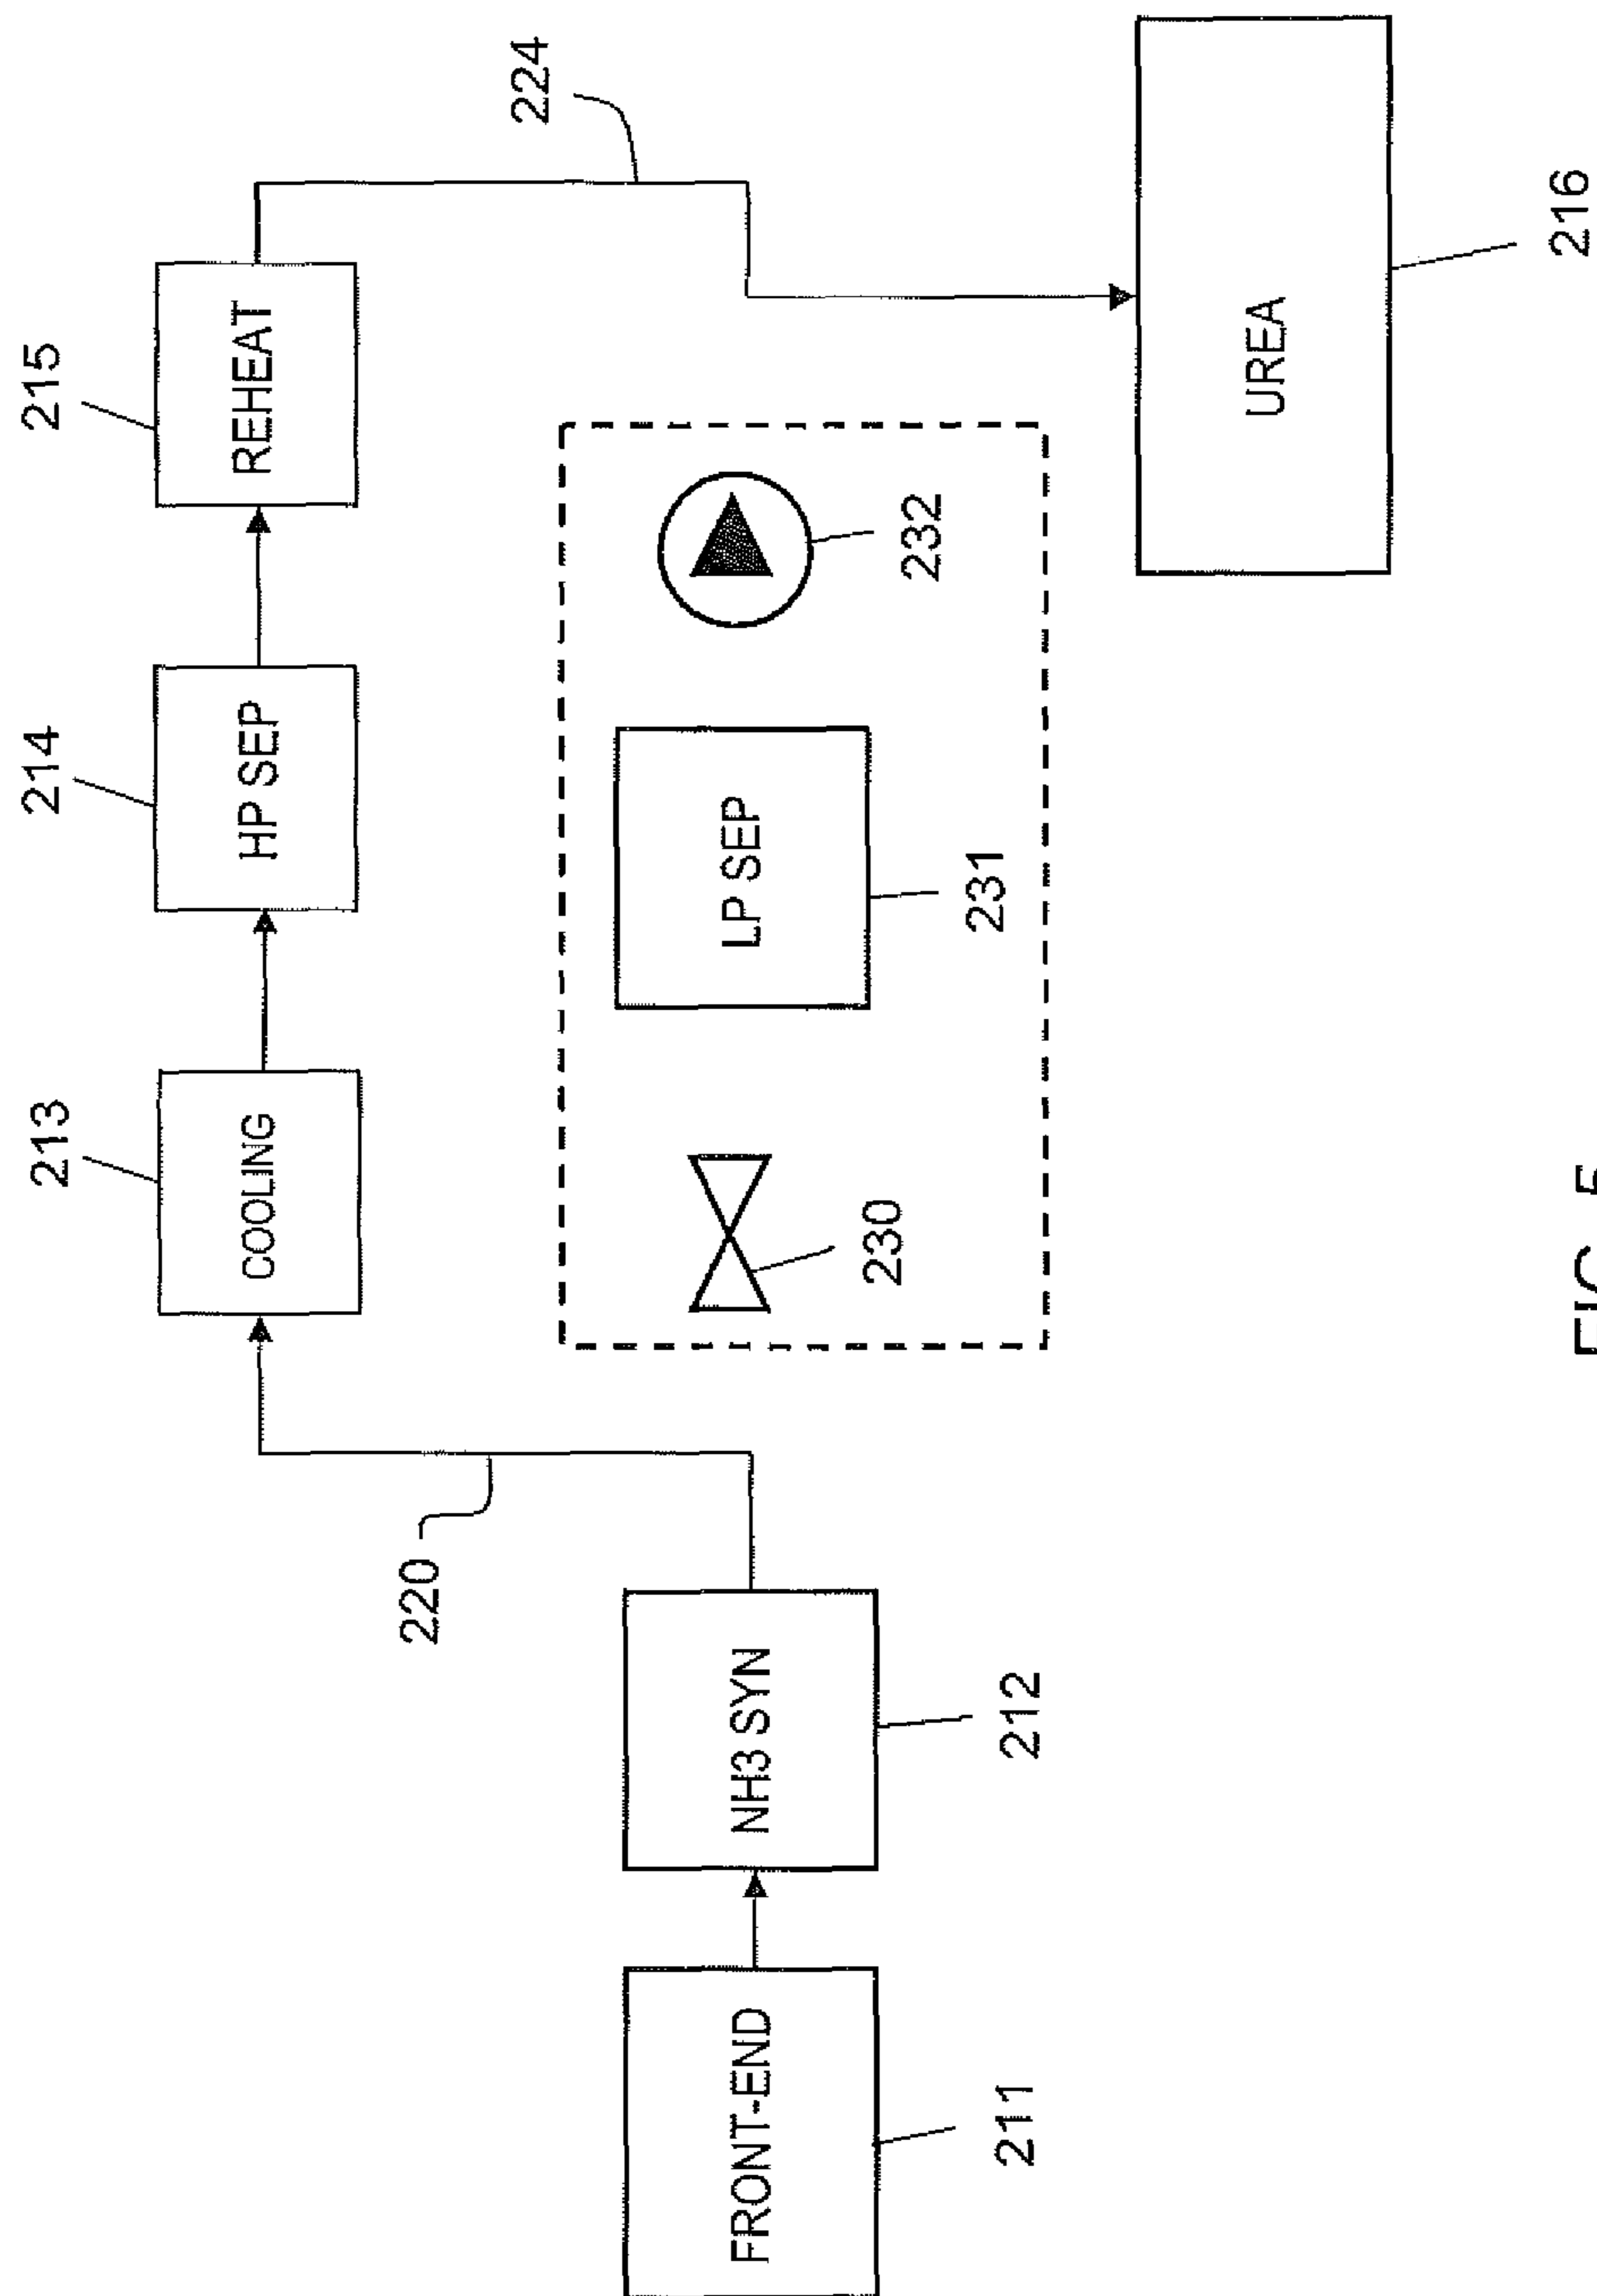 213
214
215
COOLING
HP SEP
REHEAT
220
224
FRONT-END
NH3 SYN
LP SEP
230
231
232
211
212
UREA
216
FIG. 5